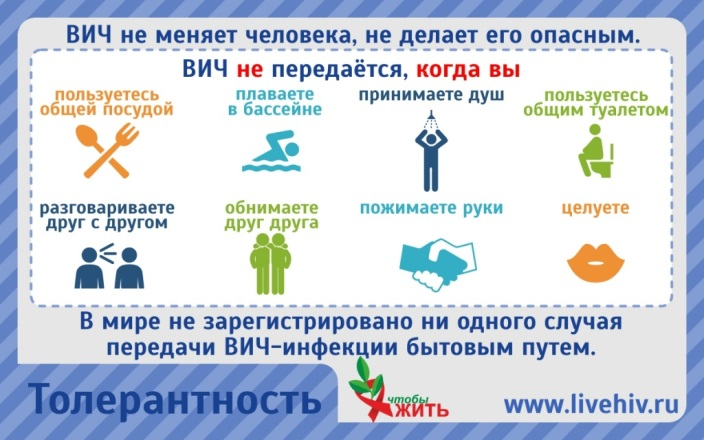 ВИЧ не меняет человека, не делает его опасным.
ВИЧ не передаётся, когда вы
пользуетесь
общей посудой
плаваете
в бассейне
принимаете душ
пользуетесь
общим туалетом
разговариваете
друг с другом
обнимаете
друг друга
пожимаете руки
целуете
В мире не зарегистрировано ни одного случая
передачи ВИЧ-инфекции бытовым путем.
Толерантность
чтобы
ЖИТЬ
www.livehiv.ru